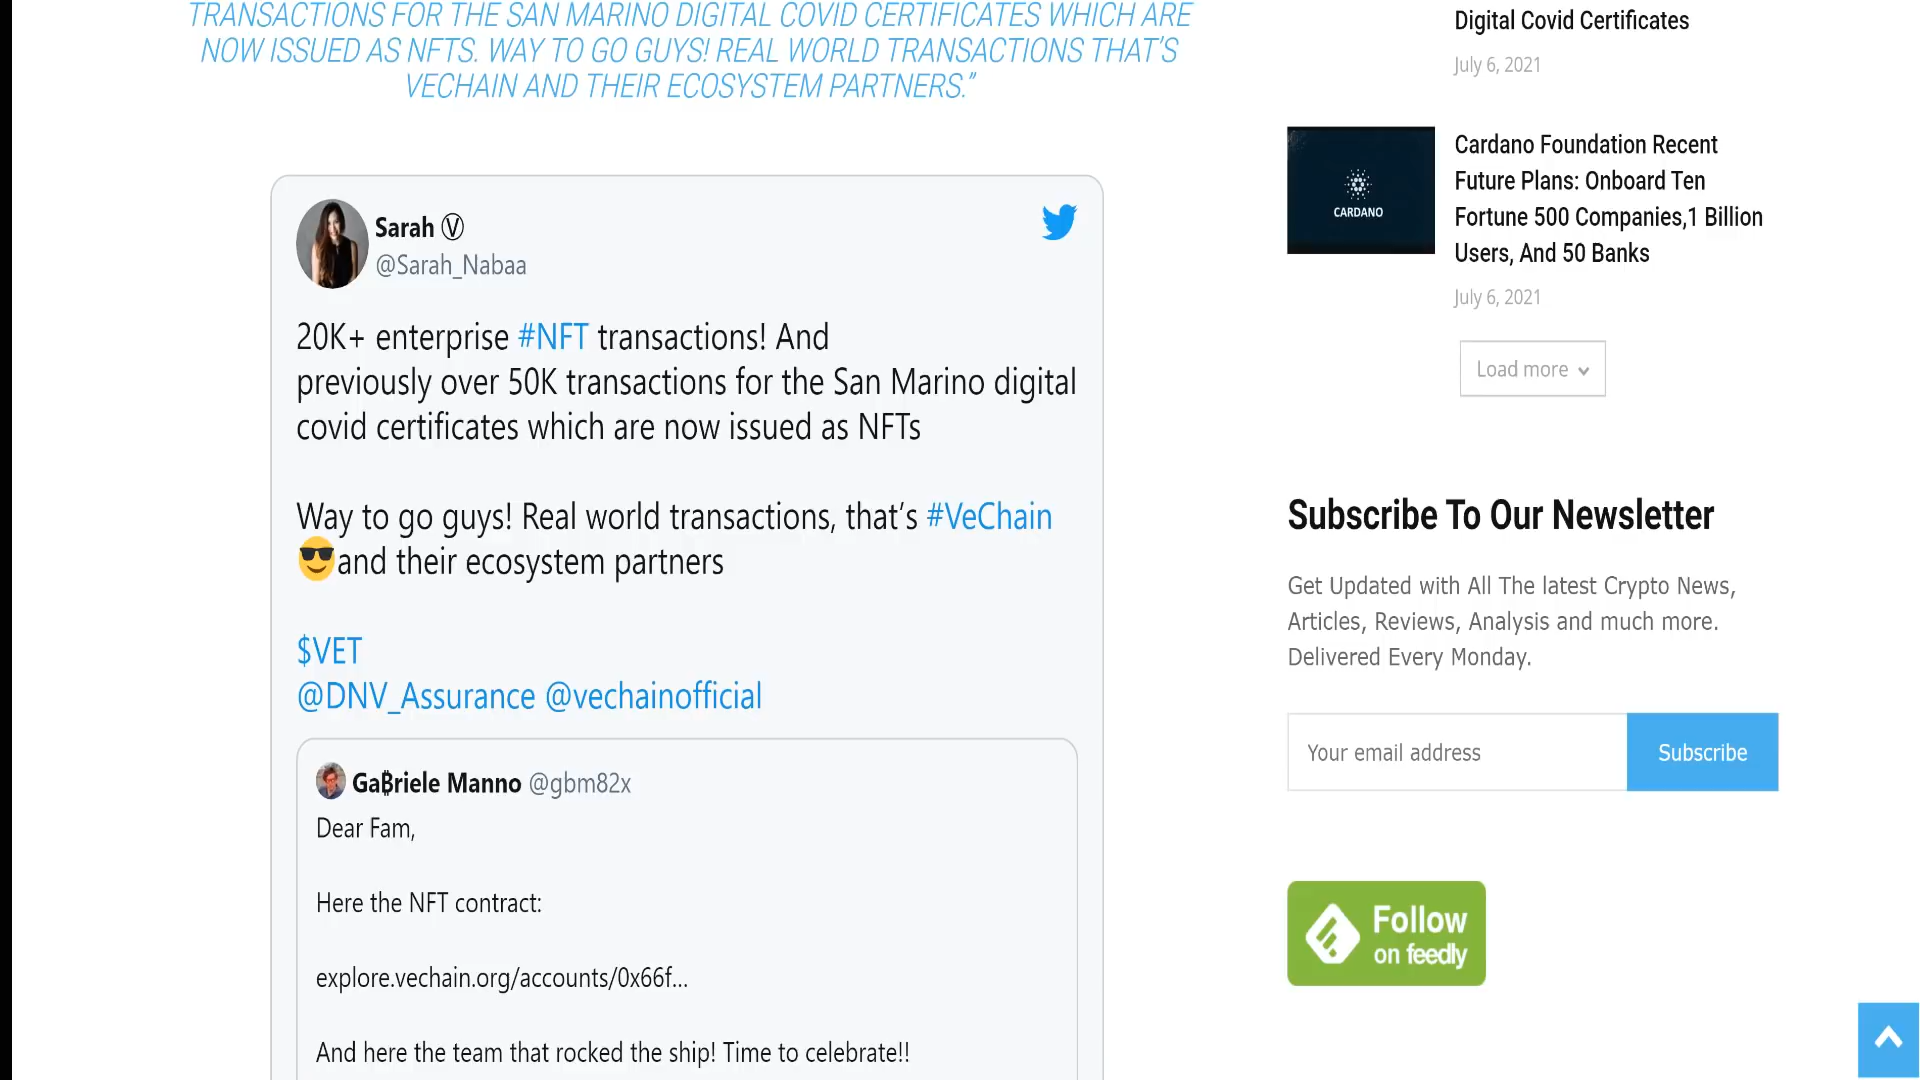 TRANSACTIONS FOR THE SAN MARINO DIGITAL COVID CERTIFICATES WHICH ARE
NOW ISSUED AS NFTS. WAY TO GO GUYS! REAL WORLD TRANSACTIONS THAT’S
VECHAIN AND THEIR ECOSYSTEM PARTNERS.”
Sarah Ⓥ
@Sarah_Nabaa
20K+ enterprise #NFT transactions! And
previously over 50K transactions for the San Marino digital
covid certificates which are now issued as NFTs
Way to go guys! Real world transactions, that’s #VeChain
😎and their ecosystem partners
$VET
@DNV_Assurance @vechainofficial
Ga₿riele Manno @gbm82x
Dear Fam,
Here the NFT contract:
explore.vechain.org/accounts/0x66f…
And here the team that rocked the ship! Time to celebrate!!
Digital Covid Certificates
July 6, 2021
CARDANO
Cardano Foundation Recent
Future Plans: Onboard Ten
Fortune 500 Companies,1 Billion
Users, And 50 Banks
July 6, 2021
Load more
Subscribe To Our Newsletter
Get Updated with All The latest Crypto News,
Articles, Reviews, Analysis and much more.
Delivered Every Monday.
Your email address
Subscribe
Follow
on feedly